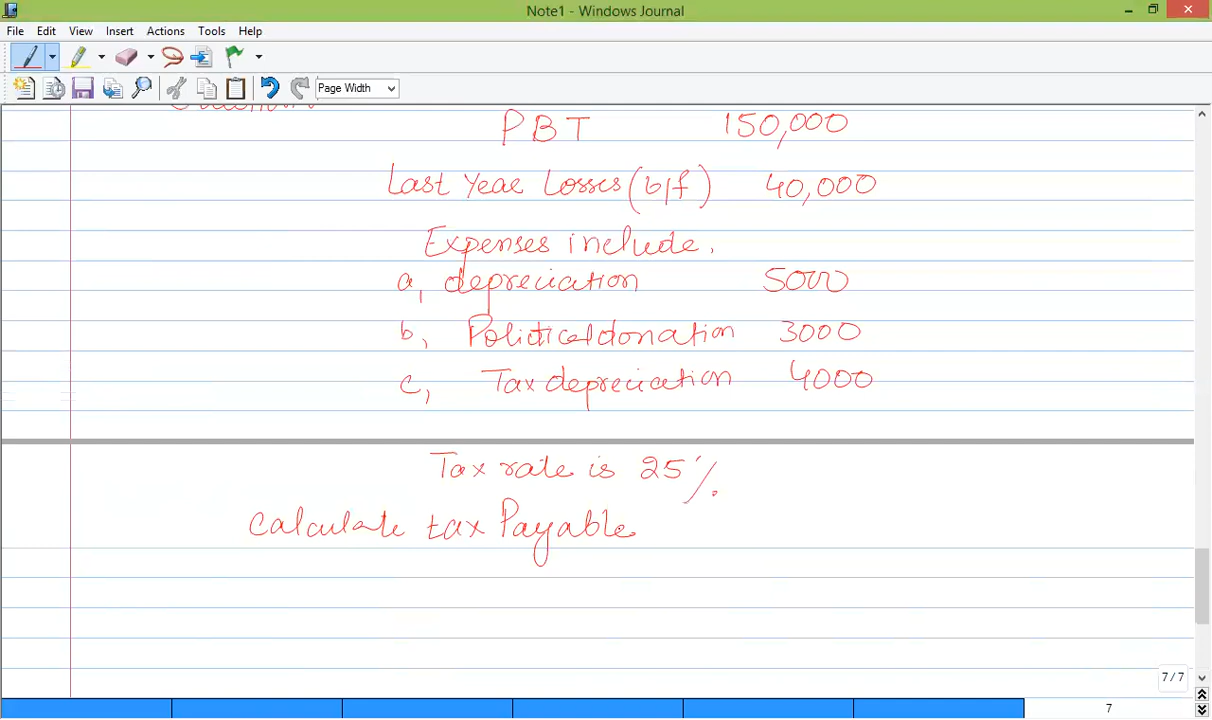 Note1 - Windows Journal
File Edit View Insert Actions Tools Help
Page Width
PBT 150,000
Last Year Losses (b/f) 40,000
Expenses include,
a, depreciation 5000
b, Political donation 3000
c, Tax depreciation 4000
Tax rate is 25%.
Calculate tax Payable
7/7
7